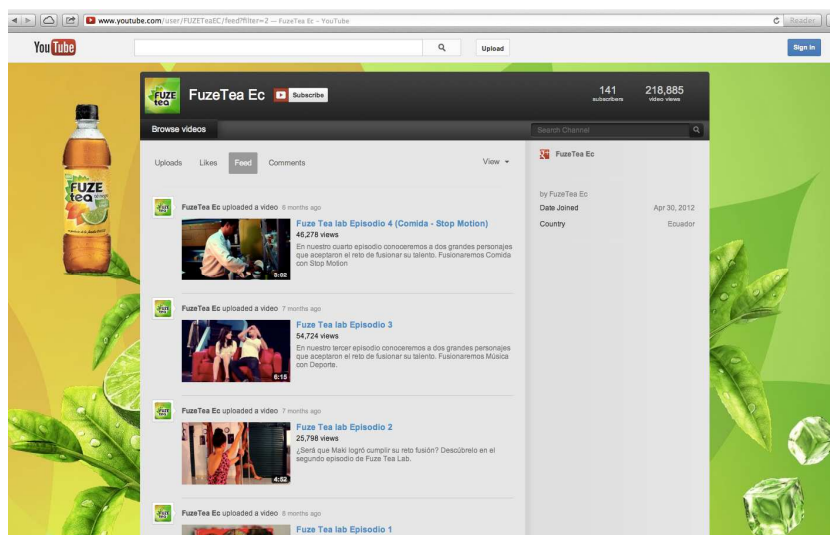 www.youtube.com/user/FUZETeaEC/feed?filter=2 — FuzeTea Ec - YouTube
Reader
YouTube
Upload
Sign In
FUZE tea
FuzeTea Ec
Subscribe
141 subscribers
218,885 video views
Browse videos
Search Channel
Uploads
Likes
Feed
Comments
View
FuzeTea Ec
by FuzeTea Ec
Date Joined Apr 30, 2012
Country Ecuador
FUZE tea
FuzeTea Ec uploaded a video 6 months ago
Fuze Tea lab Episodio 4 (Comida - Stop Motion)
46,278 views
En nuestro cuarto episodio conoceremos a dos grandes personajes
que aceptaron el reto de fusionar su talento. Fusionaremos Comida
con Stop Motion
5:02
FuzeTea Ec uploaded a video 7 months ago
Fuze Tea lab Episodio 3
54,724 views
En nuestro tercer episodio conoceremos a dos grandes personajes
que aceptaron el reto de fusionar su talento. Fusionaremos Música
con Deporte.
6:15
FuzeTea Ec uploaded a video 7 months ago
Fuze Tea lab Episodio 2
25,798 views
¿Será que Maki logró cumplir su reto fusión? Descúbrelo en el
segundo episodio de Fuze Tea Lab.
4:52
FuzeTea Ec uploaded a video 8 months ago
Fuze Tea lab Episodio 1